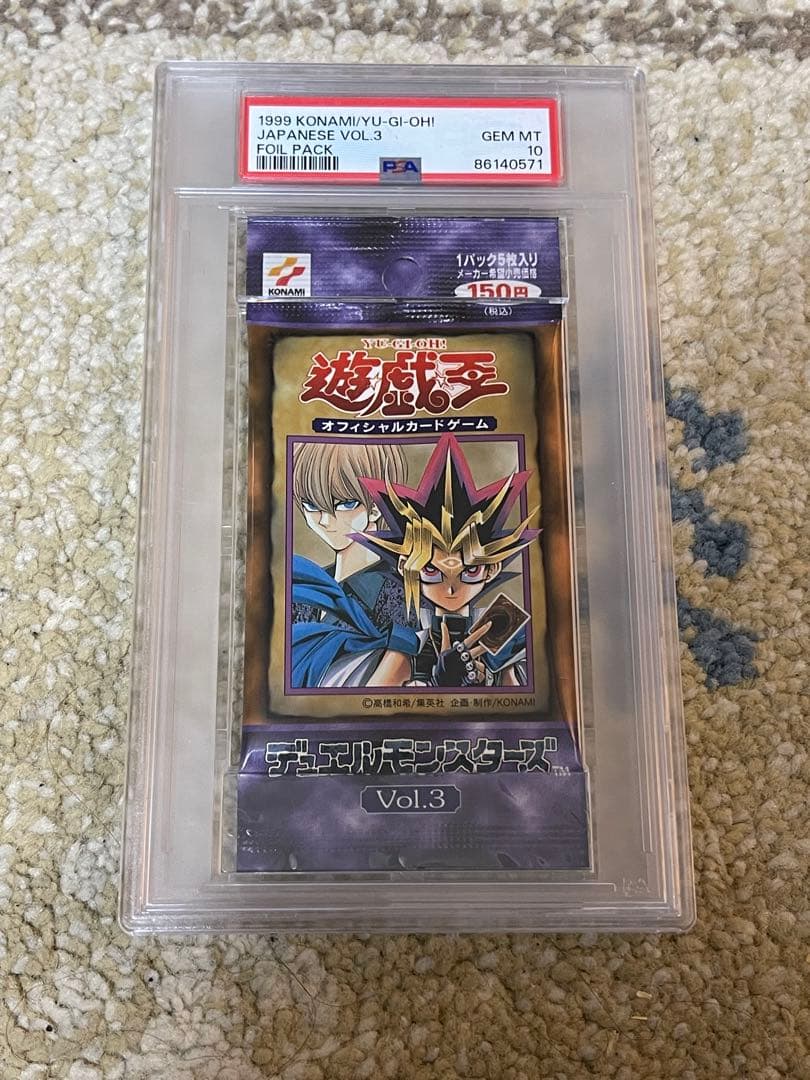 1999 KONAMI/YU-GI-OH!
JAPANESE VOL.3
FOIL PACK
GEM MT
10
86140571
PSA
KONAMI
1パック5枚入り
メーカー希望小売価格
150円
(税込)
YU-GI-OH!
遊戯王
オフィシャルカードゲーム
©高橋和希/集英社 企画・制作/KONAMI
デュエルモンスターズ™
Vol.3
PSA